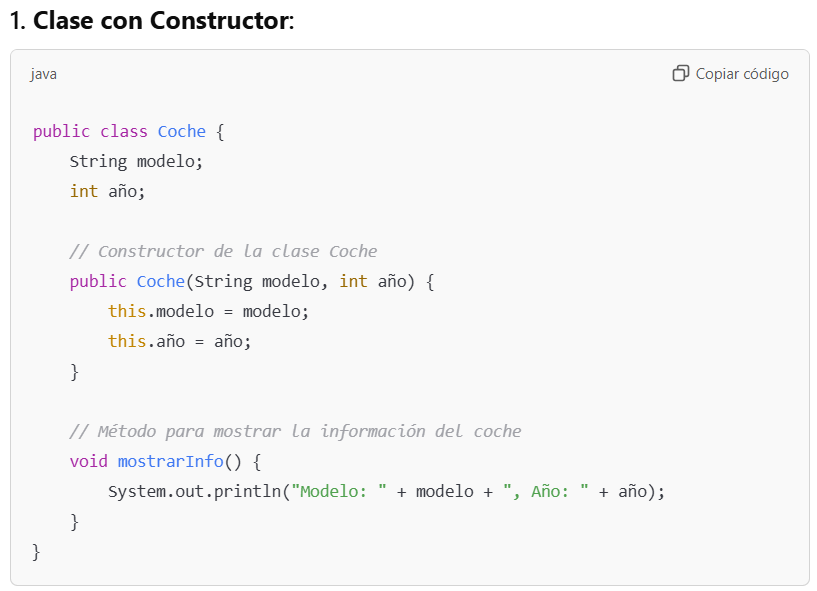 1. Clase con Constructor:
java
Copiar código
public class Coche {
    String modelo;
    int año;

    // Constructor de la clase Coche
    public Coche(String modelo, int año) {
        this.modelo = modelo;
        this.año = año;
    }

    // Método para mostrar la información del coche
    void mostrarInfo() {
        System.out.println("Modelo: " + modelo + ", Año: " + año);
    }
}